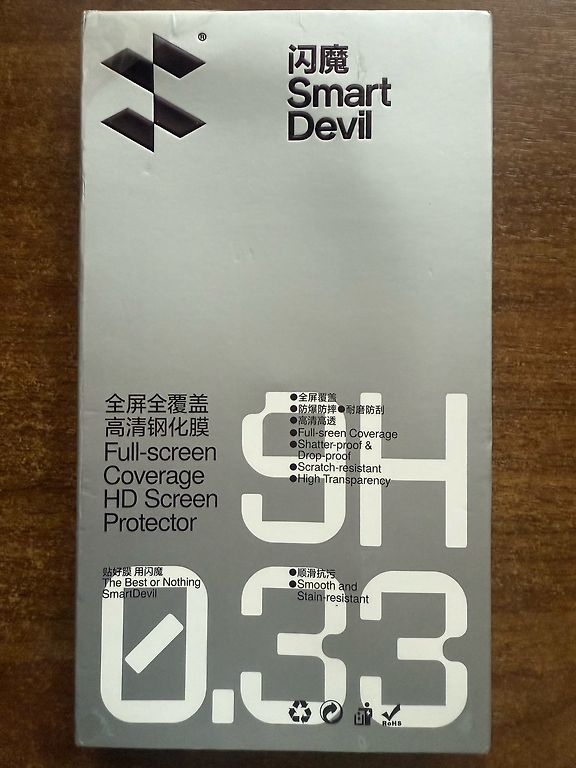 ®
闪魔
Smart
Devil
全屏全覆盖
高清钢化膜
Full-screen
Coverage
HD Screen
Protector
9H
●全屏覆盖
●防爆防摔●耐磨防刮
●高清高透
●Full-sreen Coverage
●Shatter-proof &
Drop-proof
●Scratch-resistant
●High Transparency
贴好膜 用闪魔
The Best or Nothing
SmartDevil
0.33
●顺滑抗污
●Smooth and
Stain-resistant
RoHS